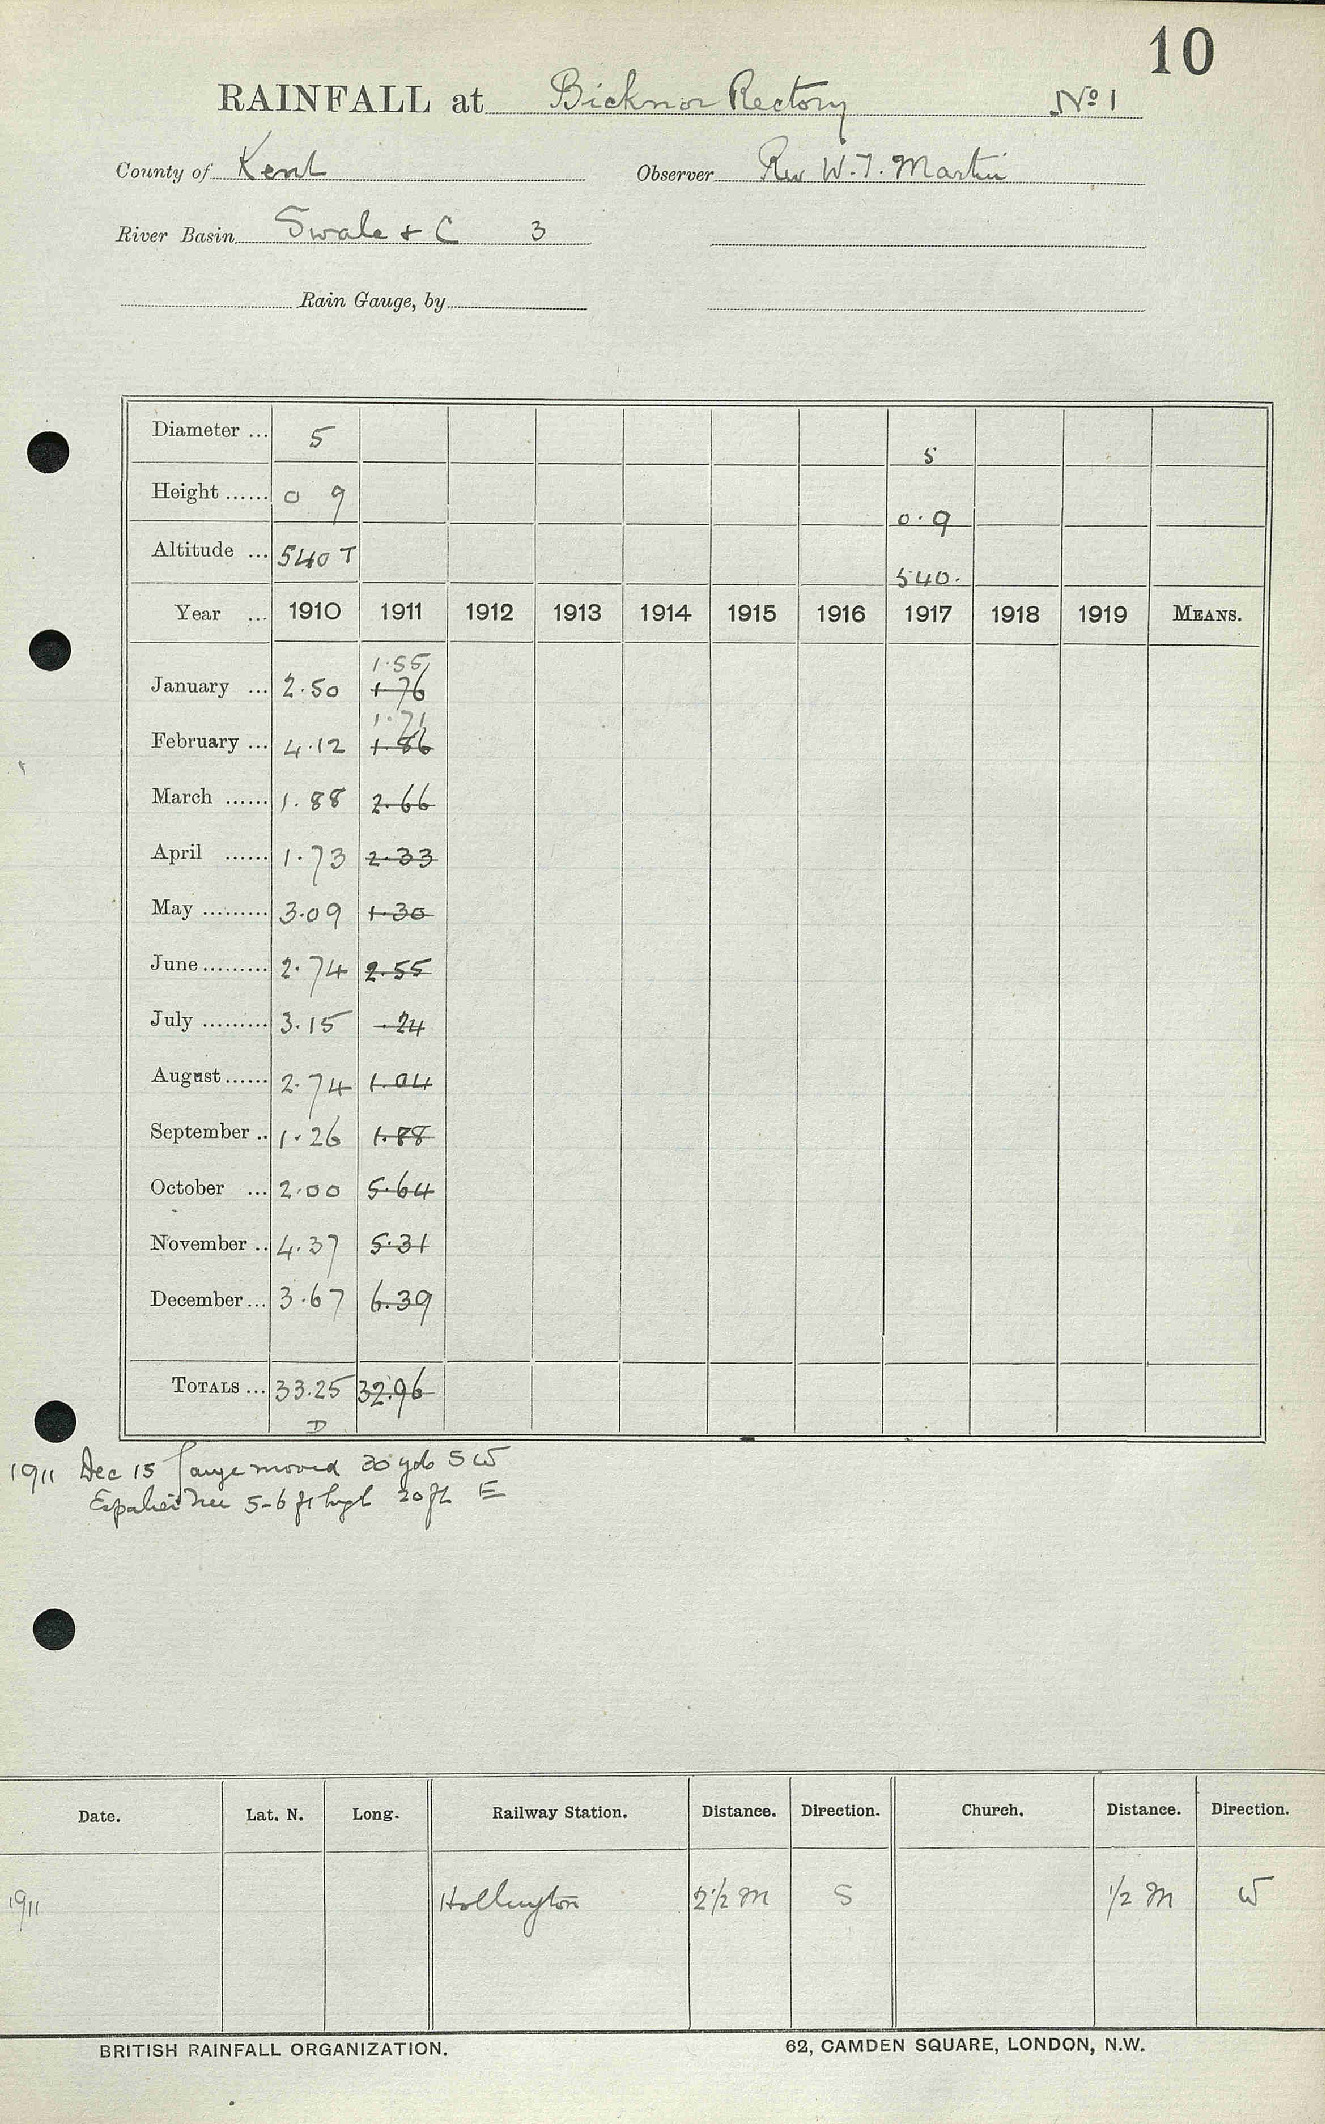 10
RAINFALL at Bicknor Rectory No 1
County of Kent Observer Rev W. T. Martin
River Basin Swale & C 3
Rain Gauge, by
Diameter ... 5 5
Height ...... 0 9 0.9
Altitude ... 540 T 540.
Year ... 1910 1911 1912 1913 1914 1915 1916 1917 1918 1919 MEANS.
1.55
January ... 2.50 1.76
1.71
February ... 4.12 1.86
March ...... 1.88 2.66
April ...... 1.73 2.33
May ......... 3.09 1.30
June ......... 2.74 2.55
July ......... 3.15 .24
August ...... 2.74 1.04
September .. 1.26 1.88
October ... 2.00 5.64
November .. 4.37 5.31
December ... 3.67 6.39
TOTALS ... 33.25 32.96
D
1911 Dec 15 Gauge moved 30 yds S W
Espalier tree 5-6 ft high 20 ft E
Date. Lat. N. Long. Railway Station. Distance. Direction. Church. Distance. Direction.
1911 Hollington 2 1/2 M S 1/2 M W
BRITISH RAINFALL ORGANIZATION. 62, CAMDEN SQUARE, LONDON, N.W.